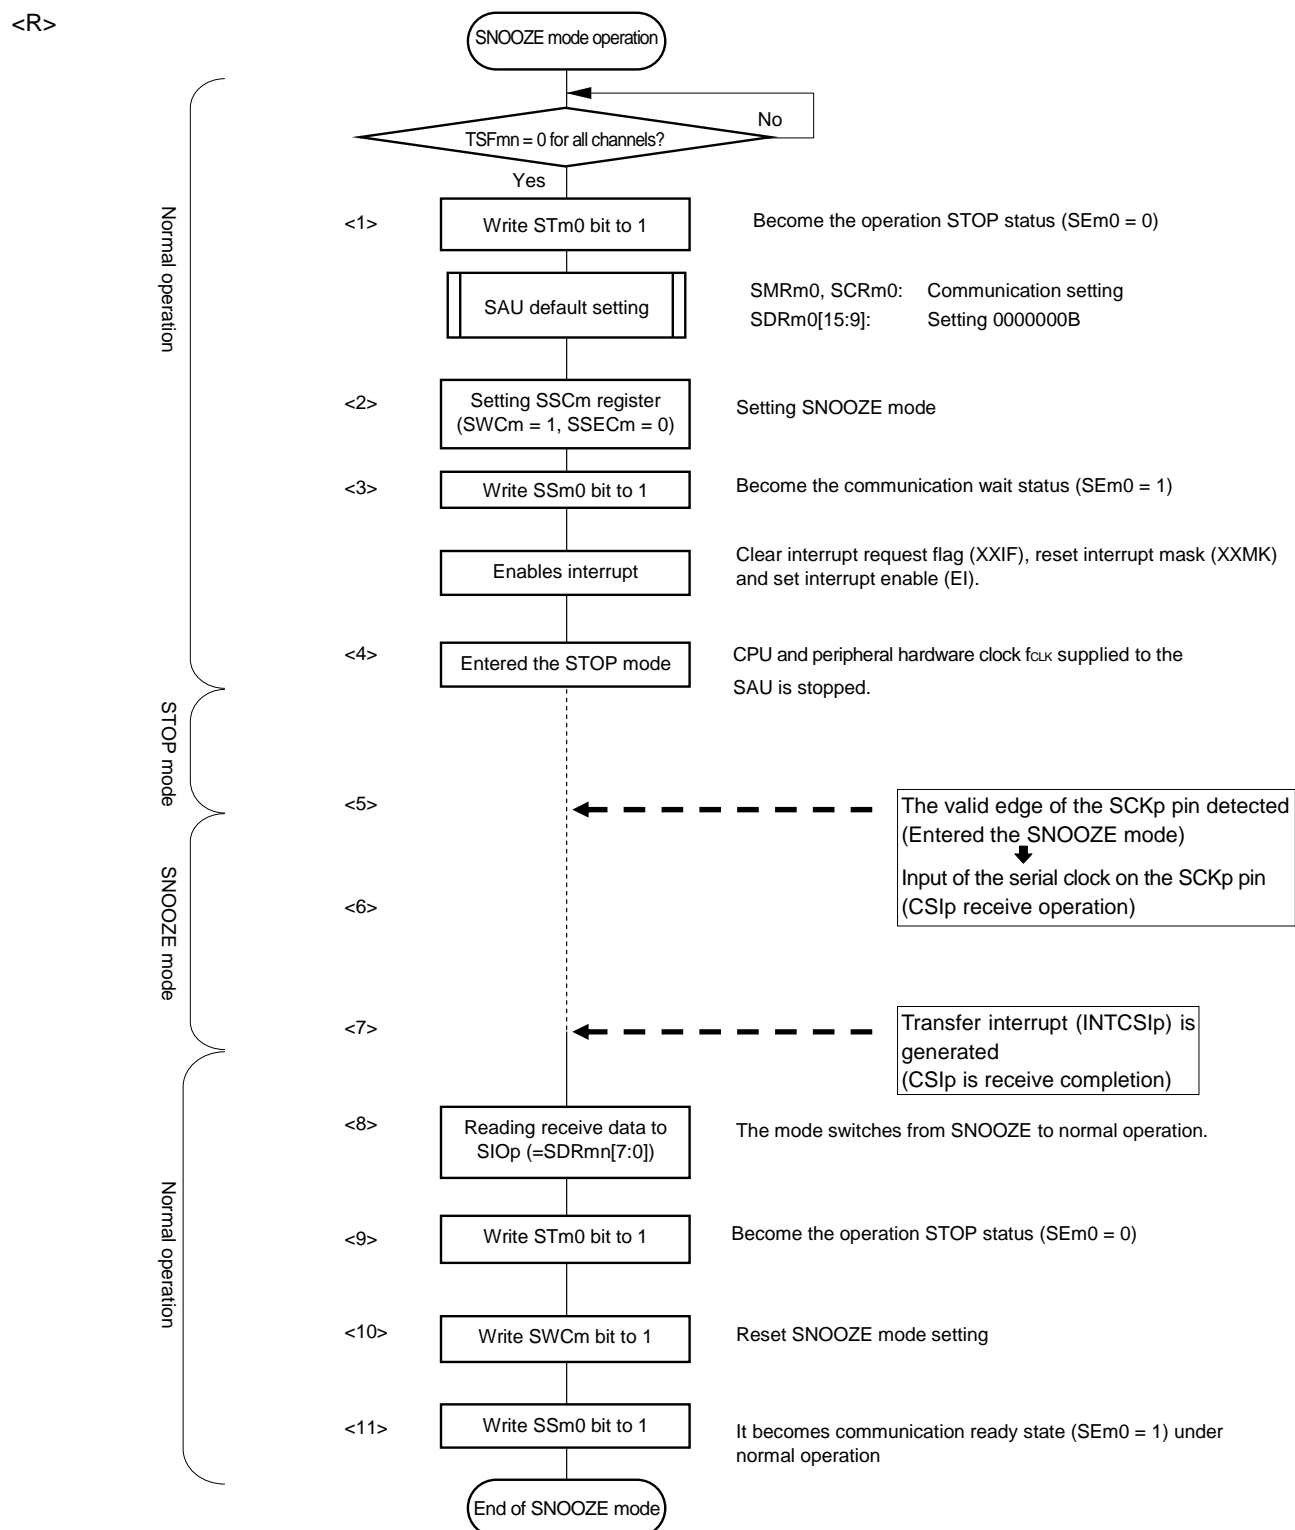 <R>
SNOOZE mode operation
No
TSFmn = 0 for all channels?
Yes
Normal operation
<1>
Write STm0 bit to 1
Become the operation STOP status (SEm0 = 0)
SAU default setting
SMRm0, SCRm0: Communication setting
SDRm0[15:9]: Setting 0000000B
<2>
Setting SSCm register
(SWCm = 1, SSECm = 0)
Setting SNOOZE mode
<3>
Write SSm0 bit to 1
Become the communication wait status (SEm0 = 1)
Enables interrupt
Clear interrupt request flag (XXIF), reset interrupt mask (XXMK)
and set interrupt enable (EI).
<4>
Entered the STOP mode
CPU and peripheral hardware clock fCLK supplied to the
SAU is stopped.
STOP mode
<5>
The valid edge of the SCKp pin detected
(Entered the SNOOZE mode)
Input of the serial clock on the SCKp pin
(CSIp receive operation)
SNOOZE mode
<6>
<7>
Transfer interrupt (INTCSIp) is
generated
(CSIp is receive completion)
<8>
Reading receive data to
SIOp (=SDRmn[7:0])
The mode switches from SNOOZE to normal operation.
Normal operation
<9>
Write STm0 bit to 1
Become the operation STOP status (SEm0 = 0)
<10>
Write SWCm bit to 1
Reset SNOOZE mode setting
<11>
Write SSm0 bit to 1
It becomes communication ready state (SEm0 = 1) under
normal operation
End of SNOOZE mode